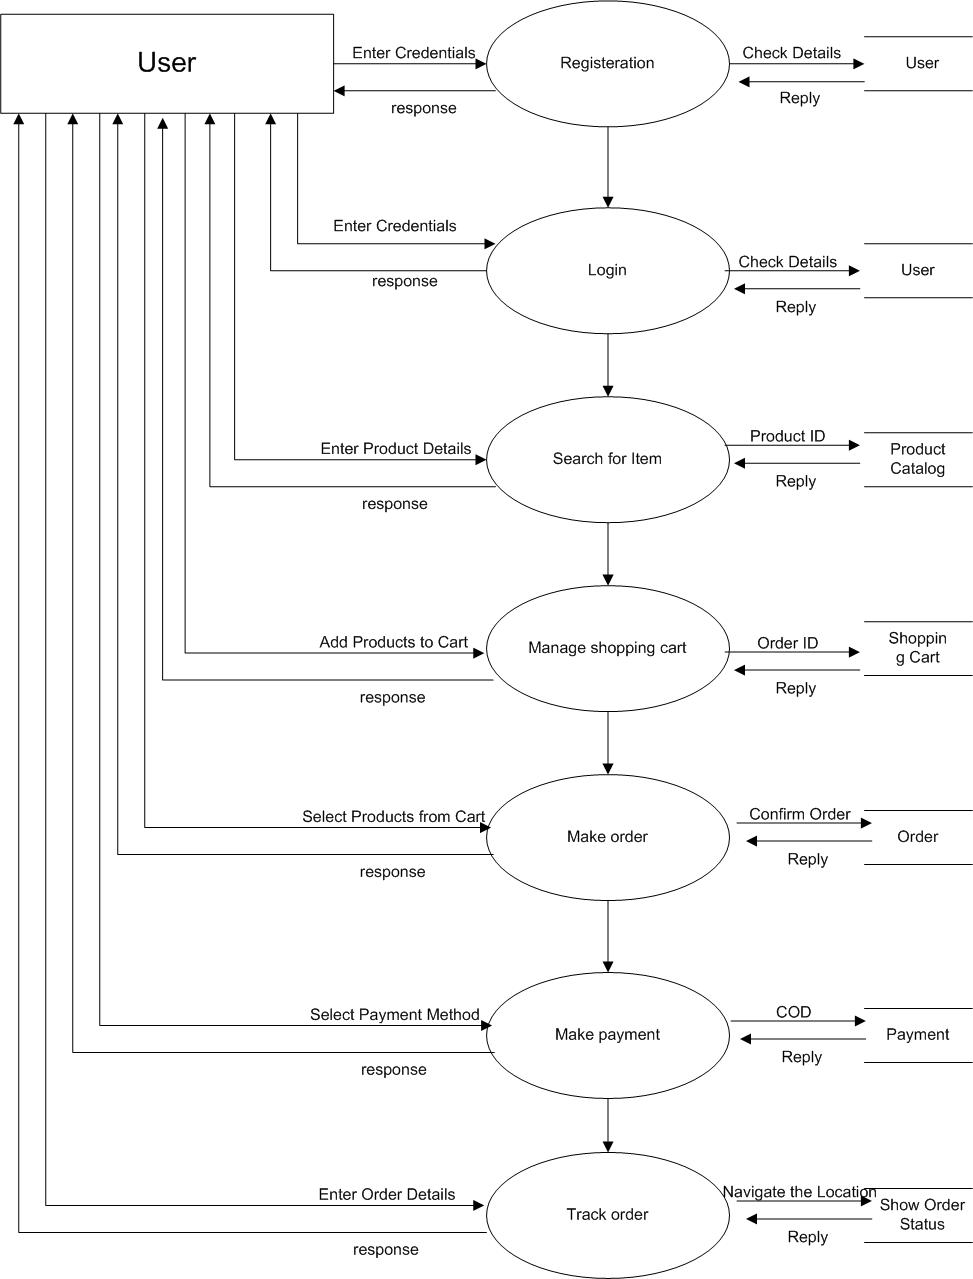 User
Enter Credentials
response
Registeration
Check Details
Reply
User
Enter Credentials
response
Login
Check Details
Reply
User
Enter Product Details
response
Search for Item
Product ID
Reply
Product
Catalog
Add Products to Cart
response
Manage shopping cart
Order ID
Reply
Shoppin
g Cart
Select Products from Cart
response
Make order
Confirm Order
Reply
Order
Select Payment Method
response
Make payment
COD
Reply
Payment
Enter Order Details
response
Track order
Navigate the Location
Reply
Show Order
Status